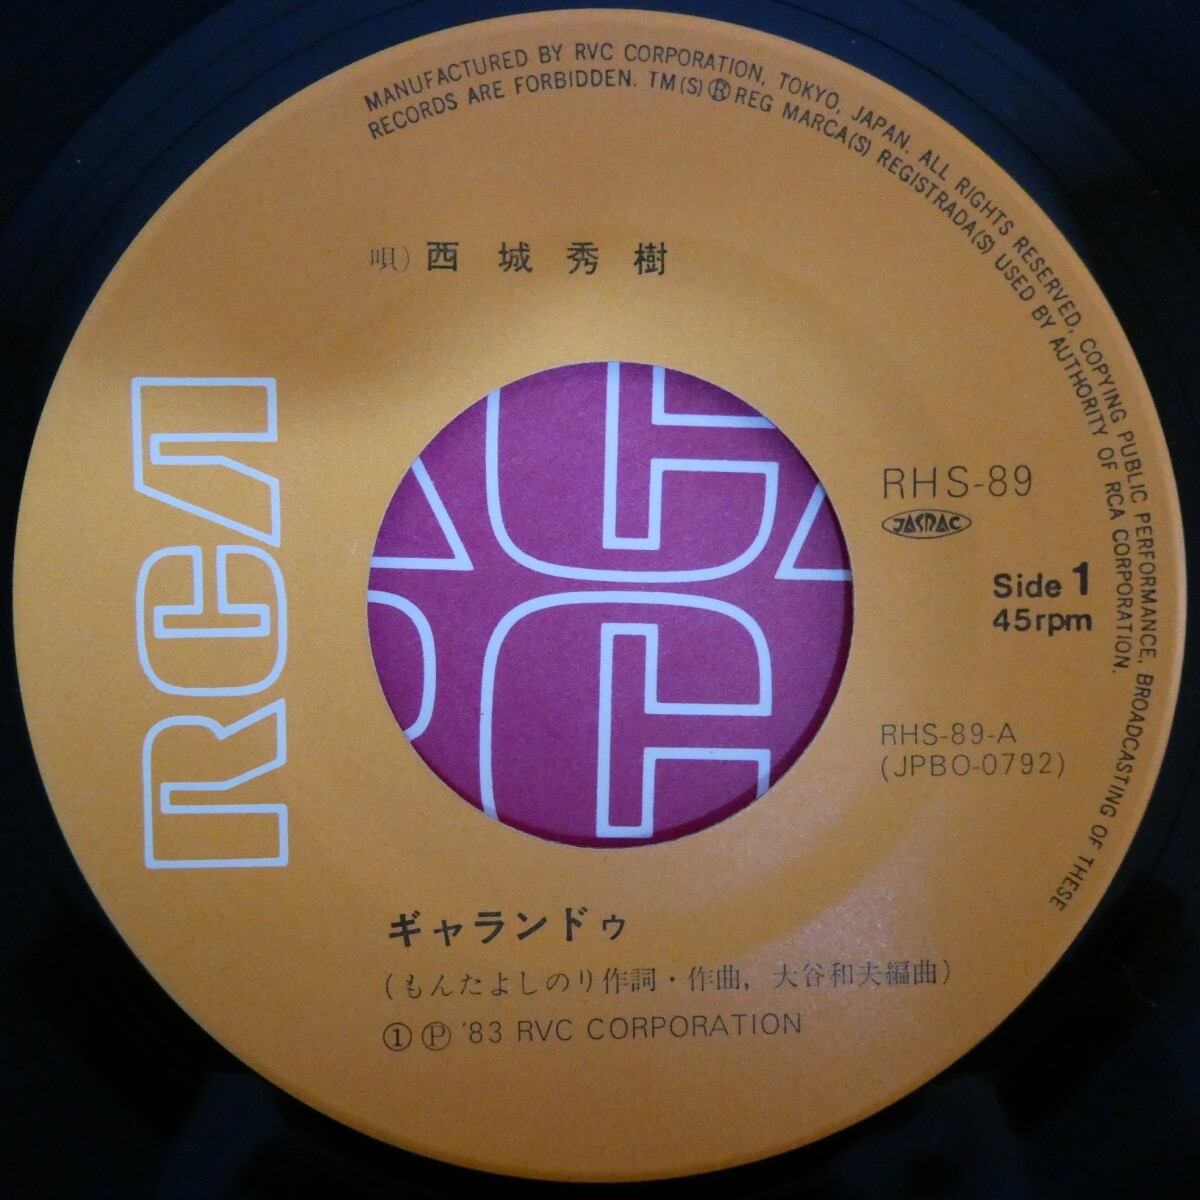 MANUFACTURED BY RVC CORPORATION, TOKYO, JAPAN. ALL RIGHTS RESERVED, COPYING PUBLIC PERFORMANCE, BROADCASTING OF THESE
RECORDS ARE FORBIDDEN. TM(S)®REG MARCA(S) REGISTRADA(S) USED BY AUTHORITY OF RCA CORPORATION.
唄) 西城秀樹
RCA
RHS-89
JASRAC
Side 1
45rpm
RHS-89-A
(JPBO-0792)
ギャランドゥ
(もんたよしのり作詞・作曲, 大谷和夫編曲)
① Ⓟ '83 RVC CORPORATION